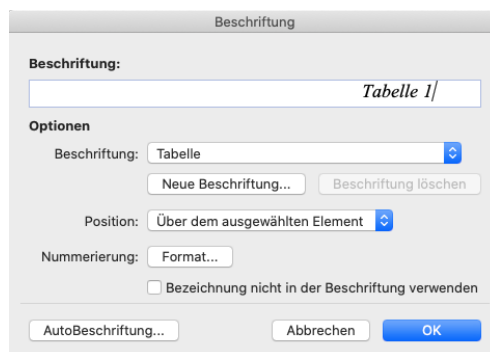 Beschriftung
Beschriftung:
Tabelle 1
Optionen
Beschriftung: Tabelle
Neue Beschriftung... Beschriftung löschen
Position: Über dem ausgewählten Element
Nummerierung: Format...
Bezeichnung nicht in der Beschriftung verwenden
AutoBeschriftung... Abbrechen OK